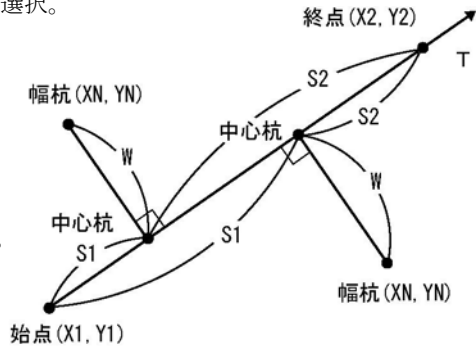 選択。
終点(X2, Y2)
T
S2
幅杭(XN, YN)
中心杭
S2
W
W
中心杭
S1
S1
幅杭(XN, YN)
始点(X1, Y1)